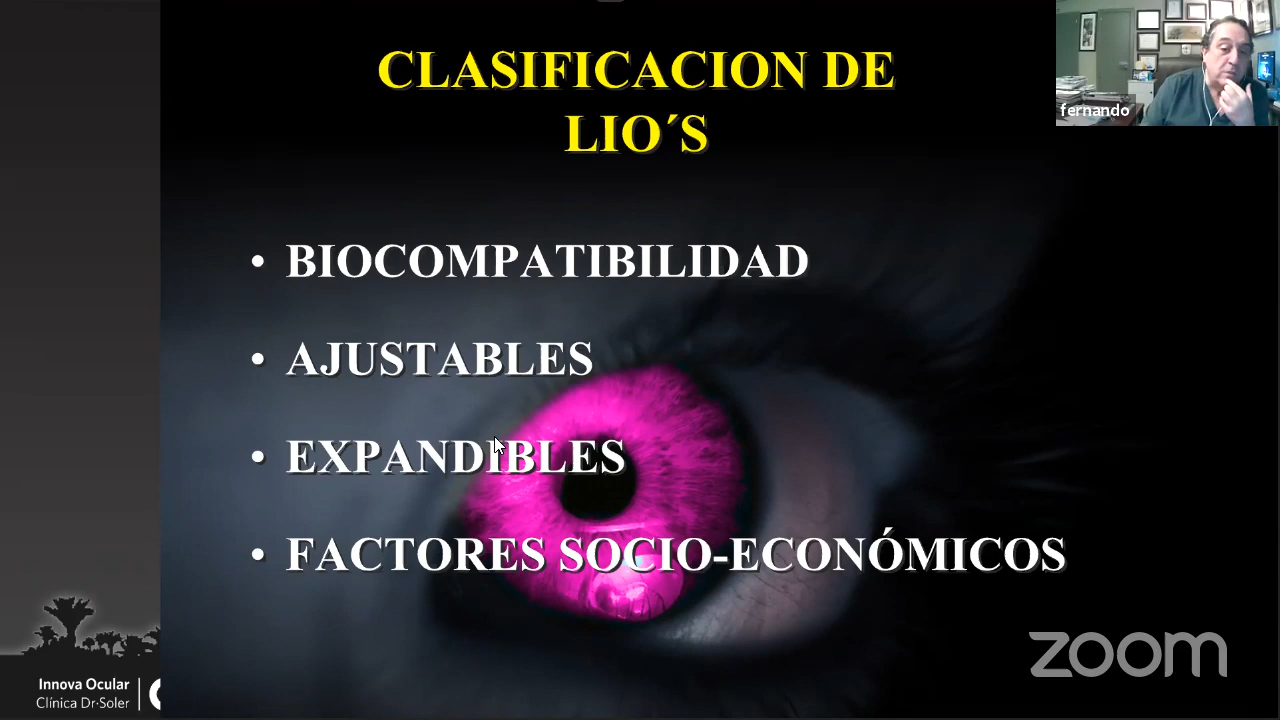 CLASIFICACION DE
LIO´S
fernando
• BIOCOMPATIBILIDAD
• AJUSTABLES
• EXPANDIBLES
• FACTORES SOCIO-ECONÓMICOS
zoom
Innova Ocular
Clínica Dr·Soler